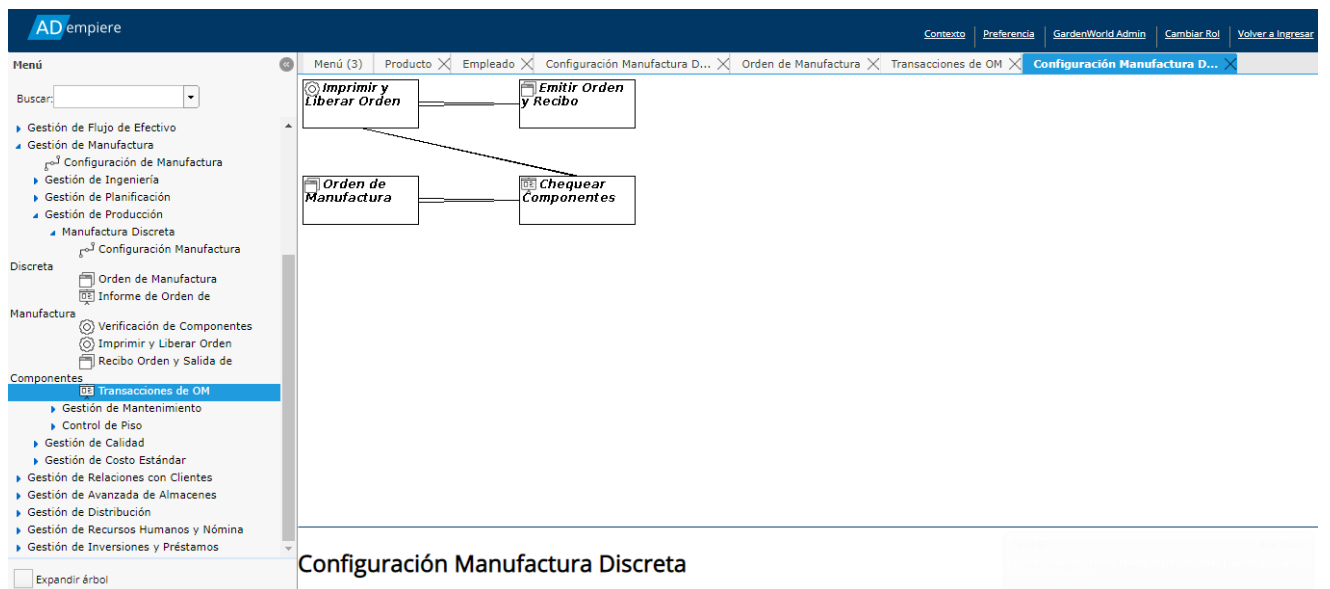 ADempiere
Contexto Preferencia GardenWorld Admin Cambiar Rol Volver a Ingresar
Menú
Menú (3) Producto Empleado Configuración Manufactura D... Orden de Manufactura Transacciones de OM Configuración Manufactura D...
Buscar:
Gestión de Flujo de Efectivo
Gestión de Manufactura
Configuración de Manufactura
Gestión de Ingeniería
Gestión de Planificación
Gestión de Producción
Manufactura Discreta
Configuración Manufactura
Discreta
Orden de Manufactura
Informe de Orden de
Manufactura
Verificación de Componentes
Imprimir y Liberar Orden
Recibo Orden y Salida de
Componentes
Transacciones de OM
Gestión de Mantenimiento
Control de Piso
Gestión de Calidad
Gestión de Costo Estándar
Gestión de Relaciones con Clientes
Gestión de Avanzada de Almacenes
Gestión de Distribución
Gestión de Recursos Humanos y Nómina
Gestión de Inversiones y Préstamos
Expandir árbol
Imprimir y
Liberar Orden
Emitir Orden
y Recibo
Orden de
Manufactura
Chequear
Componentes
Configuración Manufactura Discreta